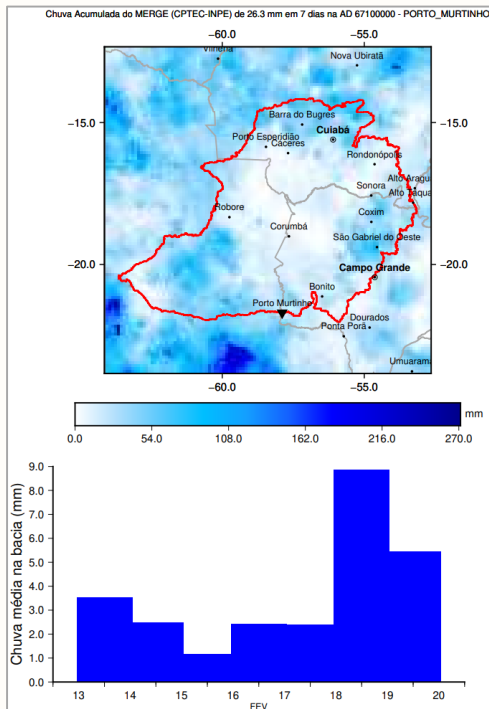 Chuva Acumulada do MERGE (CPTEC-INPE) de 26.3 mm em 7 dias na AD 67100000 - PORTO_MURTINHO
−60.0 −55.0
Vilhena
Nova Ubiratã
−15.0 −15.0
Barra do Bugres
Cuiabá
Porto Esperidião
Cáceres
Rondonópolis
Alto Aragu
Sonora
Alto Taqua
Robore
Coxim
Corumbá
São Gabriel do Oeste
−20.0 −20.0
Campo Grande
Bonito
Porto Murtinho
Dourados
Ponta Porã
Umuarama
−60.0 −55.0
mm
0.0 54.0 108.0 162.0 216.0 270.0
Chuva média na bacia (mm)
9.0
8.0
7.0
6.0
5.0
4.0
3.0
2.0
1.0
0.0
13 14 15 16 17 18 19 20
FEV